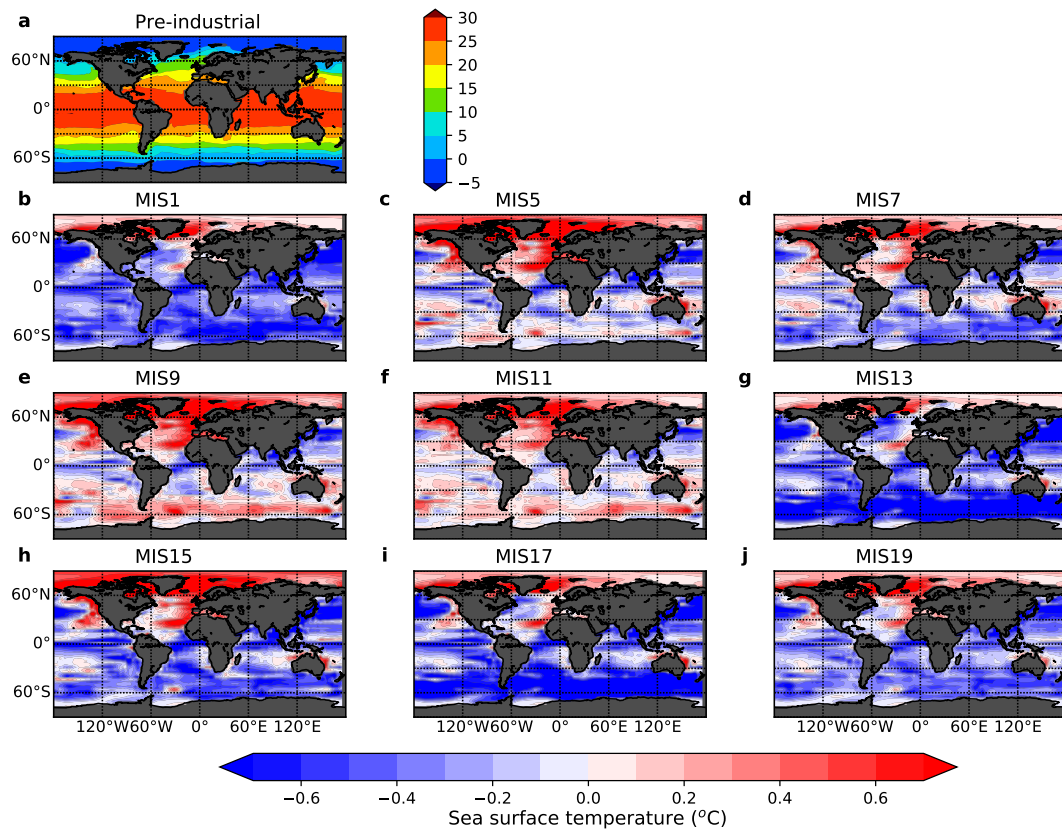 a Pre-industrial
60°N
0°
60°S
30
25
20
15
10
5
0
−5
b MIS1
c MIS5
d MIS7
60°N
0°
60°S
e MIS9
f MIS11
g MIS13
60°N
0°
60°S
h MIS15
i MIS17
j MIS19
60°N
0°
60°S
120°W60°W 0° 60°E 120°E
120°W60°W 0° 60°E 120°E
120°W60°W 0° 60°E 120°E
−0.6 −0.4 −0.2 0.0 0.2 0.4 0.6
Sea surface temperature (°C)